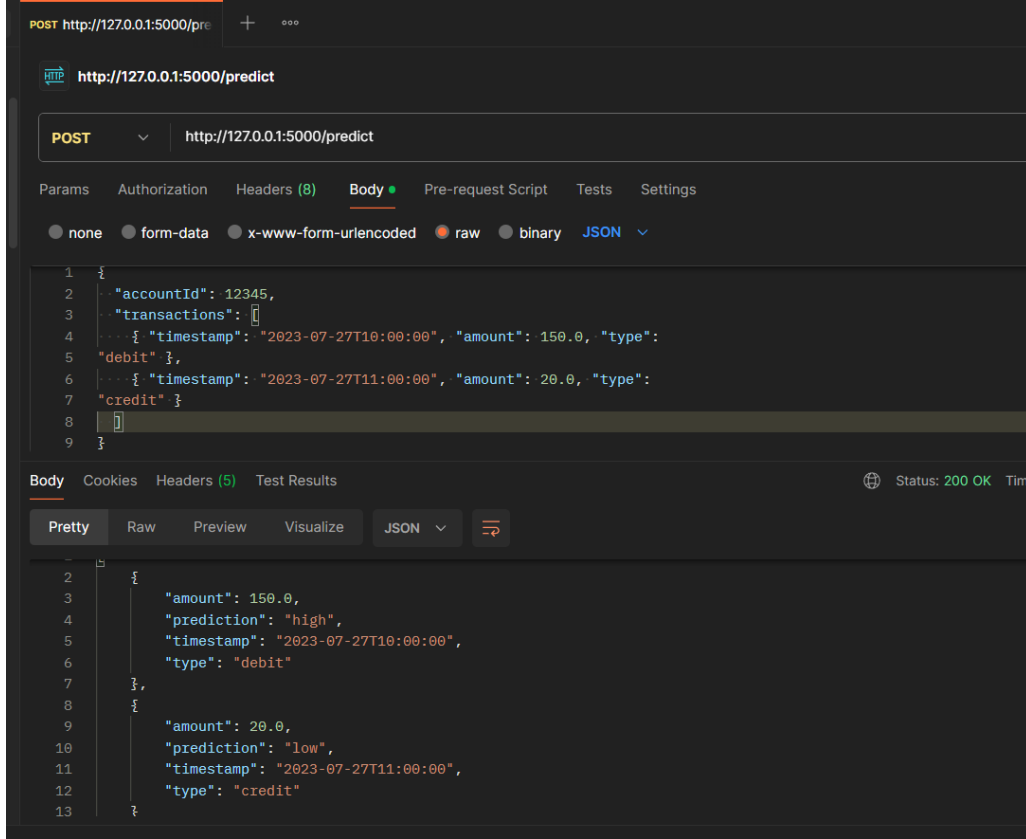 POST http://127.0.0.1:5000/pre
HTTP http://127.0.0.1:5000/predict
POST http://127.0.0.1:5000/predict
Params Authorization Headers (8) Body Pre-request Script Tests Settings
none form-data x-www-form-urlencoded raw binary JSON
1 {
2 "accountId": 12345,
3 "transactions": [
4 { "timestamp": "2023-07-27T10:00:00", "amount": 150.0, "type":
5 "debit" },
6 { "timestamp": "2023-07-27T11:00:00", "amount": 20.0, "type":
7 "credit" }
8 ]
9 }
Body Cookies Headers (5) Test Results Status: 200 OK Tim
Pretty Raw Preview Visualize JSON
2 {
3 "amount": 150.0,
4 "prediction": "high",
5 "timestamp": "2023-07-27T10:00:00",
6 "type": "debit"
7 },
8 {
9 "amount": 20.0,
10 "prediction": "low",
11 "timestamp": "2023-07-27T11:00:00",
12 "type": "credit"
13 }